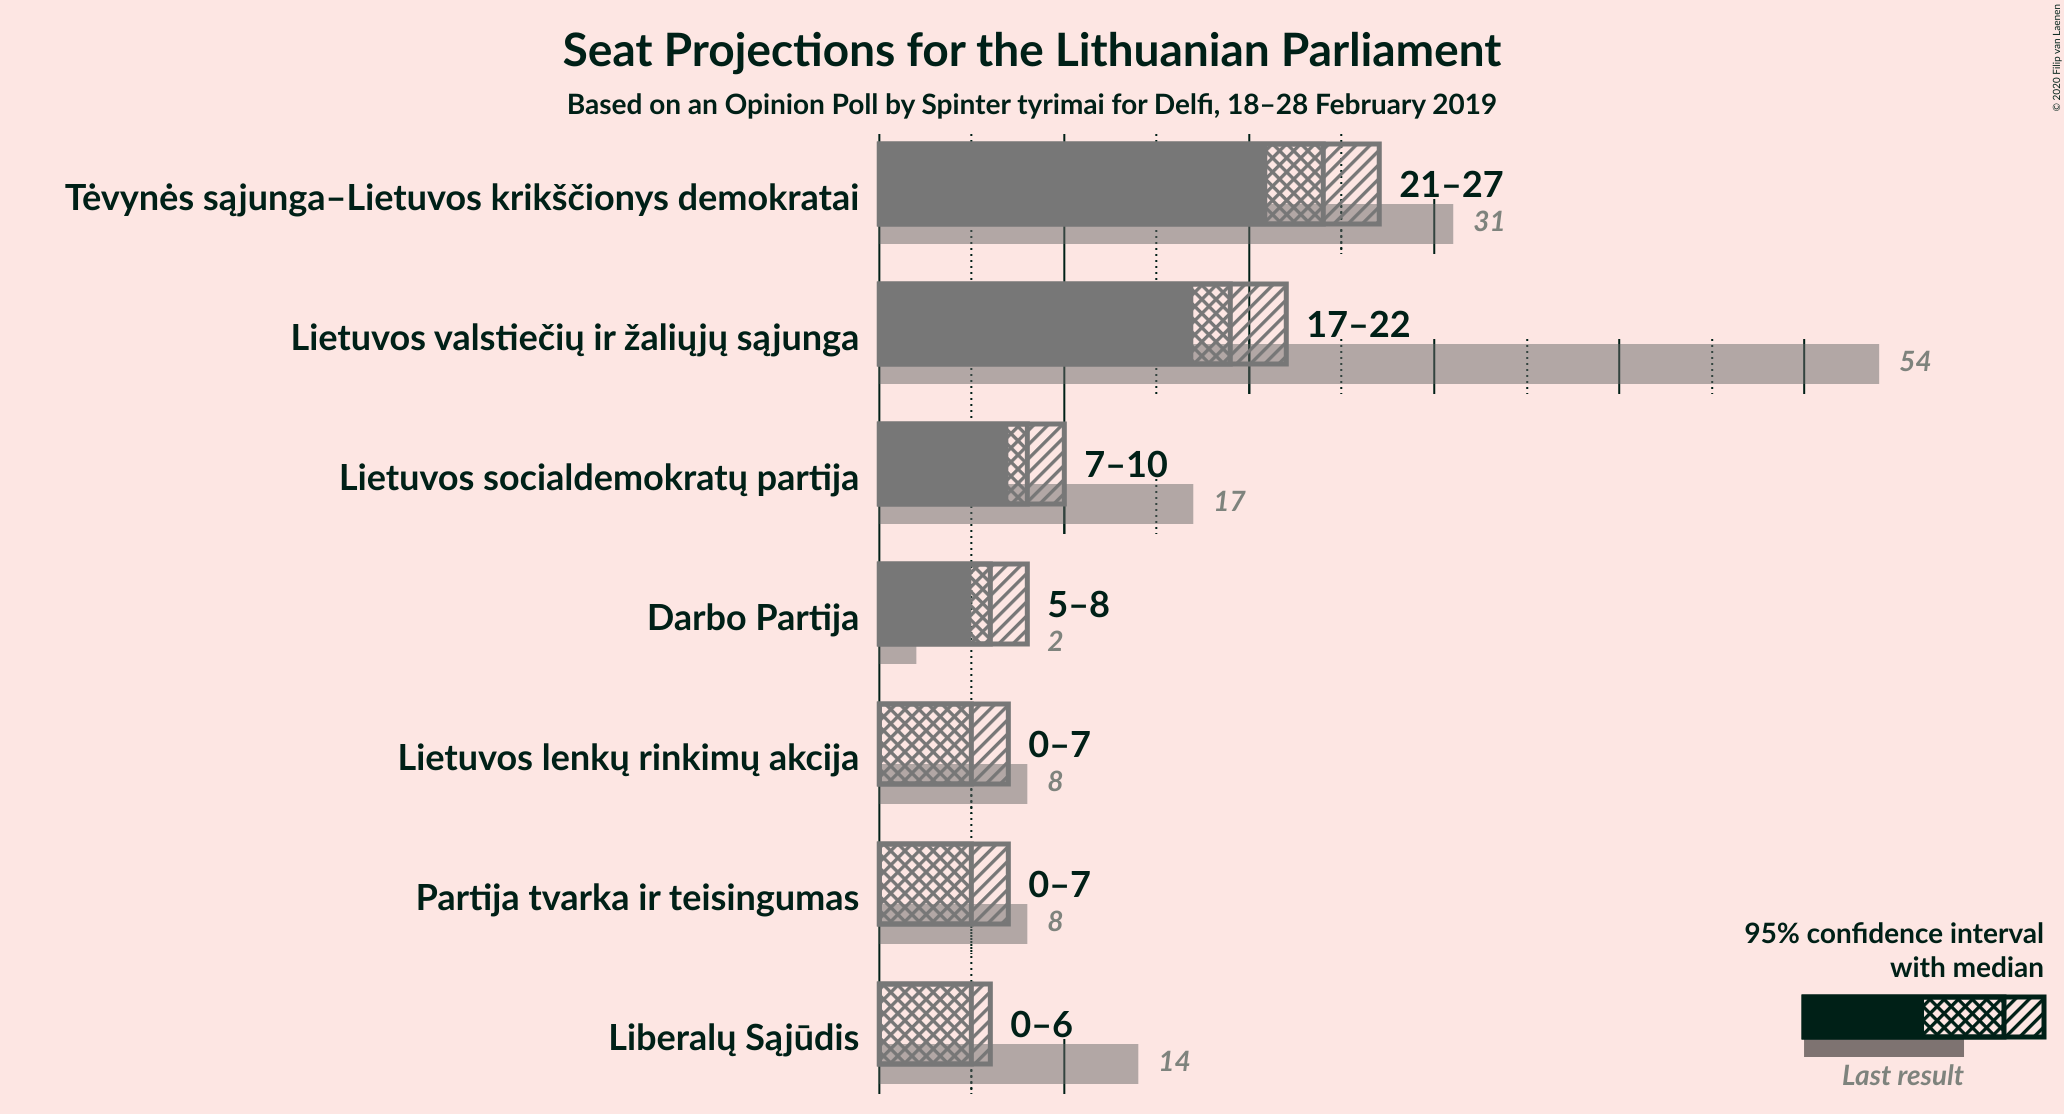 Seat Projections for the Lithuanian Parliament
Based on an Opinion Poll by Spinter tyrimai for Delfi, 18–28 February 2019
© 2020 Filip van Laenen
Tėvynės sąjunga–Lietuvos krikščionys demokratai
21–27
31
Lietuvos valstiečių ir žaliųjų sąjunga
17–22
54
Lietuvos socialdemokratų partija
7–10
17
Darbo Partija
5–8
2
Lietuvos lenkų rinkimų akcija
0–7
8
Partija tvarka ir teisingumas
0–7
8
Liberalų Sąjūdis
0–6
14
95% confidence interval
with median
Last result